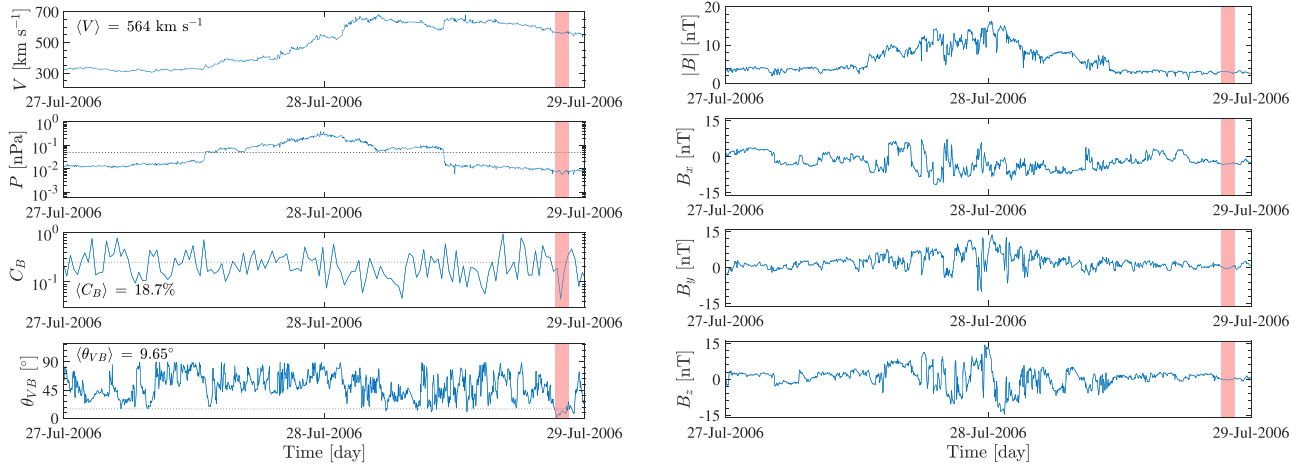 700
500
300
V [km s⁻¹]
⟨V⟩ = 564 km s⁻¹
27-Jul-2006 28-Jul-2006 29-Jul-2006
10⁰
10⁻¹
10⁻²
10⁻³
P [nPa]
27-Jul-2006 28-Jul-2006 29-Jul-2006
10⁰
10⁻¹
C_B
⟨C_B⟩ = 18.7%
27-Jul-2006 28-Jul-2006 29-Jul-2006
90
45
0
θ_VB [°]
⟨θ_VB⟩ = 9.65°
27-Jul-2006 28-Jul-2006 29-Jul-2006
Time [day]
20
10
0
|B| [nT]
27-Jul-2006 28-Jul-2006 29-Jul-2006
15
0
-15
B_x [nT]
27-Jul-2006 28-Jul-2006 29-Jul-2006
15
0
-15
B_y [nT]
27-Jul-2006 28-Jul-2006 29-Jul-2006
15
0
-15
B_z [nT]
27-Jul-2006 28-Jul-2006 29-Jul-2006
Time [day]